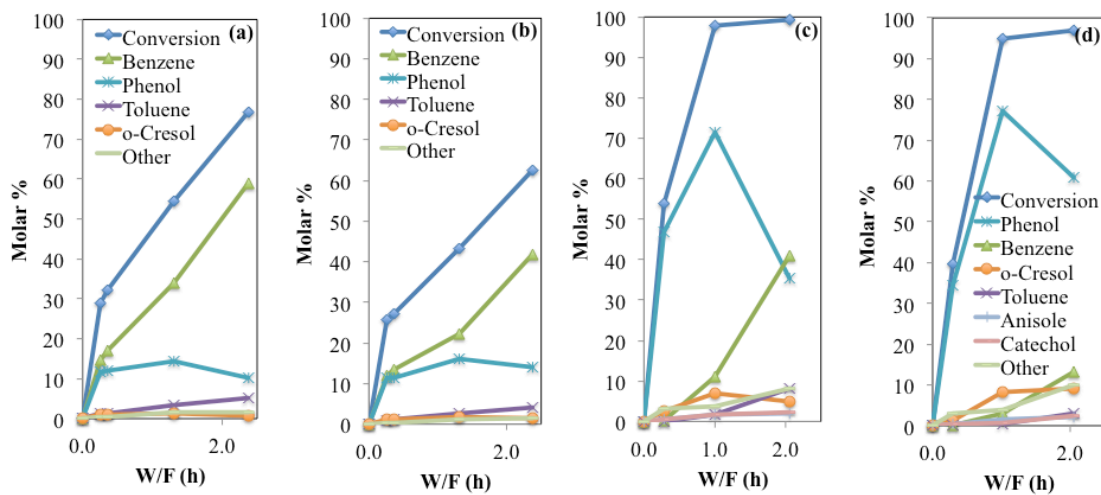 100
90
80
70
60
50
40
30
20
10
0
Molar %
(a)
Conversion
Benzene
Phenol
Toluene
o-Cresol
Other
0.0
2.0
W/F (h)
100
90
80
70
60
50
40
30
20
10
0
Molar %
(b)
Conversion
Benzene
Phenol
Toluene
o-Cresol
Other
0.0
2.0
W/F (h)
100
90
80
70
60
50
40
30
20
10
0
Molar %
(c)
0.0
1.0
2.0
W/F (h)
100
90
80
70
60
50
40
30
20
10
0
Molar %
(d)
Conversion
Phenol
Benzene
o-Cresol
Toluene
Anisole
Catechol
Other
0.0
1.0
2.0
W/F (h)